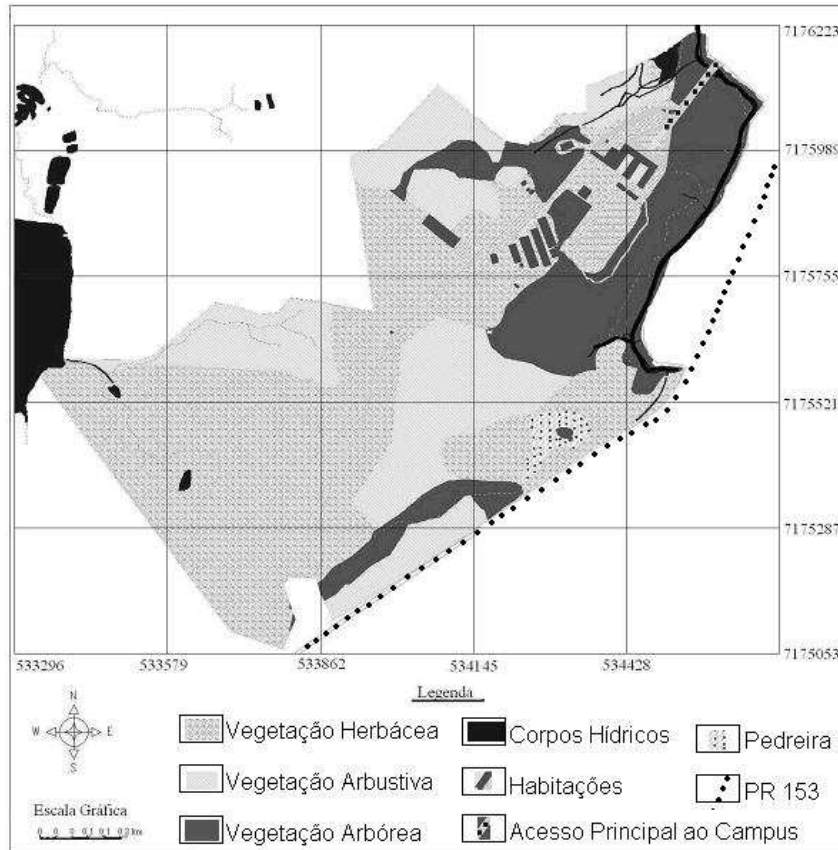 7176223
7175989
7175755
7175521
7175287
7175053
533296 533579 533862 534145 534428
Legenda
N
W E
S
Vegetação Herbácea
Corpos Hídricos
Pedreira
Vegetação Arbustiva
Habitações
PR 153
Escala Gráfica
Vegetação Arbórea
Acesso Principal ao Campus